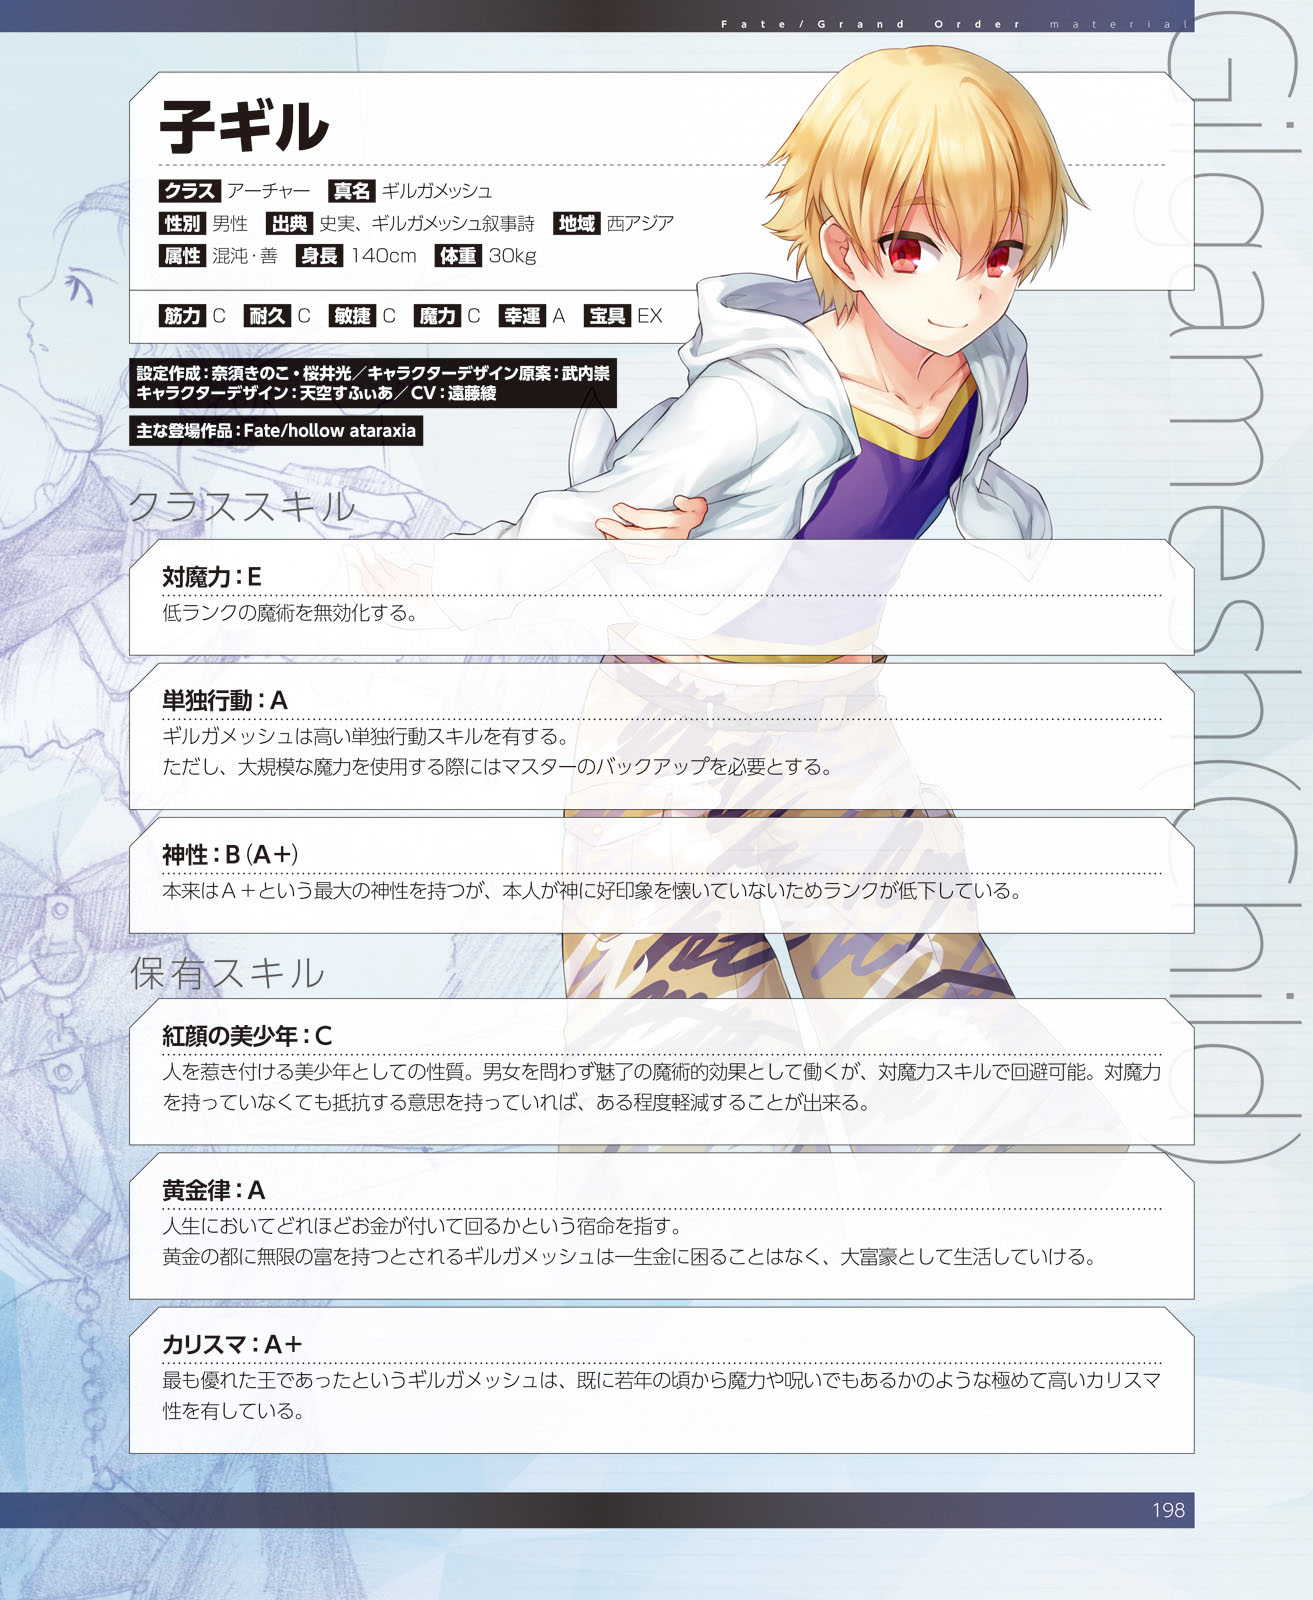 Fate/Grand Order material
Gilgamesh(Child)
子ギル
クラス アーチャー 真名 ギルガメッシュ
性別 男性 出典 史実、ギルガメッシュ叙事詩 地域 西アジア
属性 混沌・善 身長 140cm 体重 30kg
筋力 C 耐久 C 敏捷 C 魔力 C 幸運 A 宝具 EX
設定作成：奈須きのこ・桜井光／キャラクターデザイン原案：武内崇
キャラクターデザイン：天空すふぃあ／CV：遠藤綾
主な登場作品：Fate/hollow ataraxia
クラススキル
対魔力：E
低ランクの魔術を無効化する。
単独行動：A
ギルガメッシュは高い単独行動スキルを有する。
ただし、大規模な魔力を使用する際にはマスターのバックアップを必要とする。
神性：B（A＋）
本来はA＋という最大の神性を持つが、本人が神に好印象を懐いていないためランクが低下している。
保有スキル
紅顔の美少年：C
人を惹き付ける美少年としての性質。男女を問わず魅了の魔術的効果として働くが、対魔力スキルで回避可能。対魔力
を持っていなくても抵抗する意思を持っていれば、ある程度軽減することが出来る。
黄金律：A
人生においてどれほどお金が付いて回るかという宿命を指す。
黄金の都に無限の富を持つとされるギルガメッシュは一生金に困ることはなく、大富豪として生活していける。
カリスマ：A＋
最も優れた王であったというギルガメッシュは、既に若年の頃から魔力や呪いでもあるかのような極めて高いカリスマ
性を有している。
198